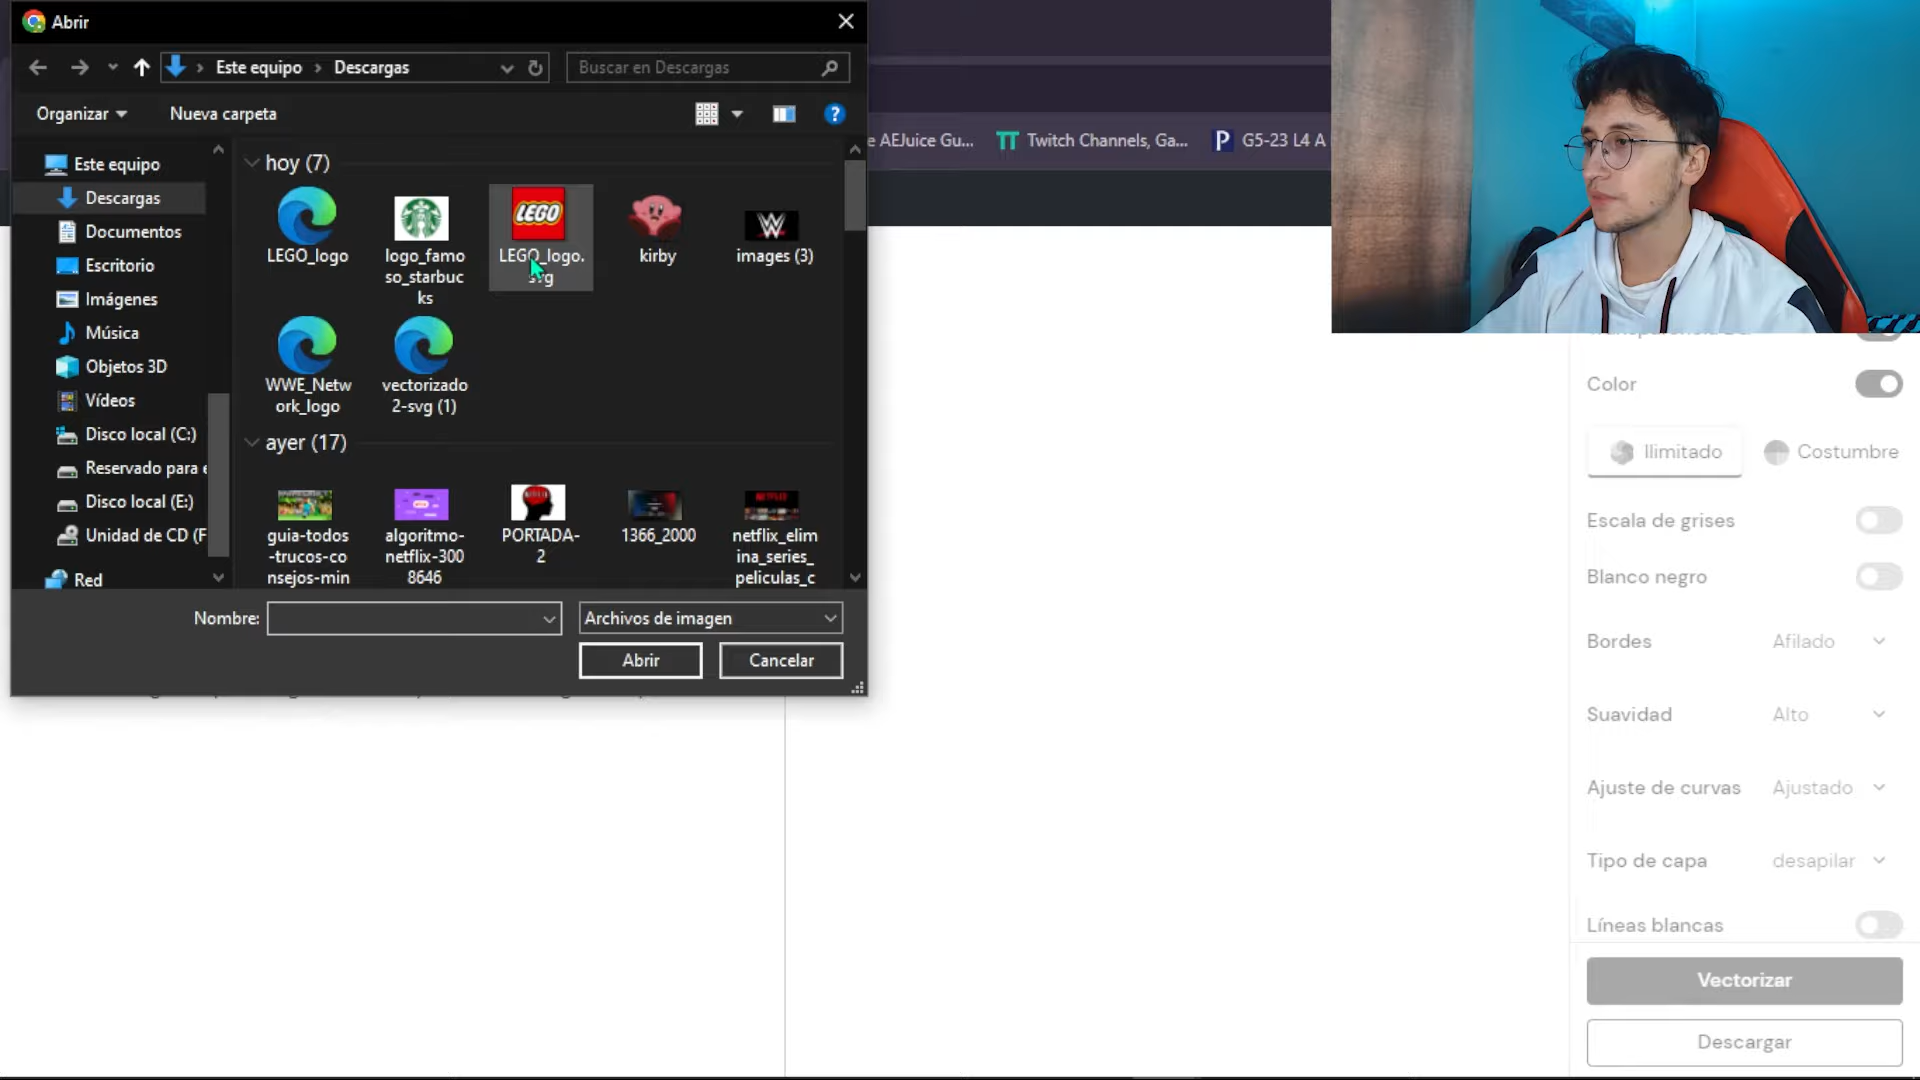 Abrir
Este equipo > Descargas
Buscar en Descargas
Organizar
Nueva carpeta
?
e AEJuice Gu...
Twitch Channels, Ga...
P
G5-23 L4 A
Este equipo
Descargas
Documentos
Escritorio
Imágenes
Música
Objetos 3D
Vídeos
Disco local (C:)
Reservado para e
Disco local (E:)
Unidad de CD (F
Red
hoy (7)
LEGO
W
LEGO_logo
logo_famo
so_starbuc
ks
LEGO_logo.
svg
kirby
images (3)
WWE_Netw
ork_logo
vectorizado
2-svg (1)
ayer (17)
NETFLIX
guia-todos
-trucos-co
nsejos-min
algoritmo-
netflix-300
8646
PORTADA-
2
1366_2000
netflix_elim
ina_series_
peliculas_c
Nombre:
Archivos de imagen
Abrir
Cancelar
Color
Ilimitado
Costumbre
Escala de grises
Blanco negro
Bordes
Afilado
Suavidad
Alto
Ajuste de curvas
Ajustado
Tipo de capa
desapilar
Líneas blancas
Vectorizar
Descargar